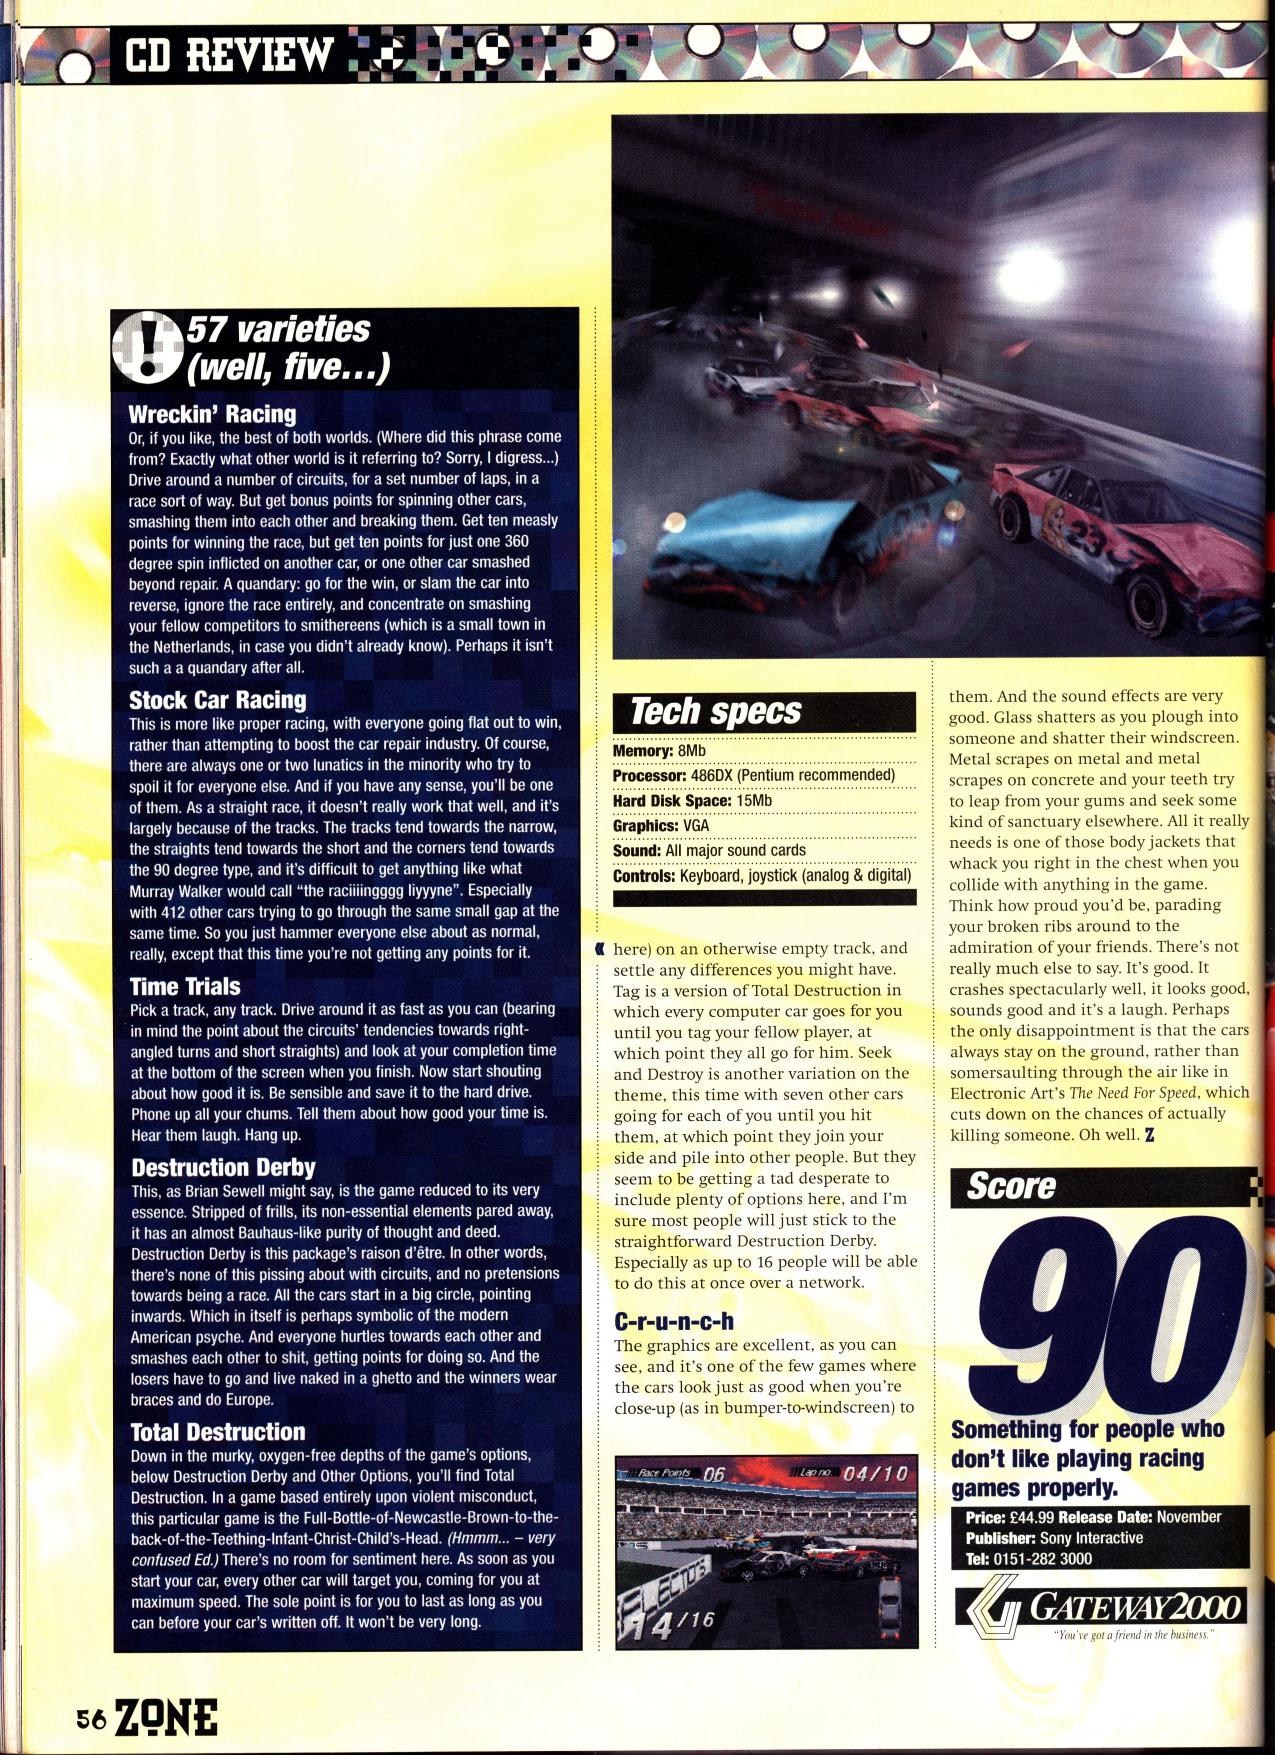 CD REVIEW
57 varieties
(well, five...)
Wreckin' Racing
Or, if you like, the best of both worlds. (Where did this phrase come
from? Exactly what other world is it referring to? Sorry, I digress...)
Drive around a number of circuits, for a set number of laps, in a
race sort of way. But get bonus points for spinning other cars,
smashing them into each other and breaking them. Get ten measly
points for winning the race, but get ten points for just one 360
degree spin inflicted on another car, or one other car smashed
beyond repair. A quandary: go for the win, or slam the car into
reverse, ignore the race entirely, and concentrate on smashing
your fellow competitors to smithereens (which is a small town in
the Netherlands, in case you didn't already know). Perhaps it isn't
such a a quandary after all.
Stock Car Racing
This is more like proper racing, with everyone going flat out to win,
rather than attempting to boost the car repair industry. Of course,
there are always one or two lunatics in the minority who try to
spoil it for everyone else. And if you have any sense, you'll be one
of them. As a straight race, it doesn't really work that well, and it's
largely because of the tracks. The tracks tend towards the narrow,
the straights tend towards the short and the corners tend towards
the 90 degree type, and it's difficult to get anything like what
Murray Walker would call "the raciiiingggg liyyyne". Especially
with 412 other cars trying to go through the same small gap at the
same time. So you just hammer everyone else about as normal,
really, except that this time you're not getting any points for it.
Time Trials
Pick a track, any track. Drive around it as fast as you can (bearing
in mind the point about the circuits' tendencies towards right-
angled turns and short straights) and look at your completion time
at the bottom of the screen when you finish. Now start shouting
about how good it is. Be sensible and save it to the hard drive.
Phone up all your chums. Tell them about how good your time is.
Hear them laugh. Hang up.
Destruction Derby
This, as Brian Sewell might say, is the game reduced to its very
essence. Stripped of frills, its non-essential elements pared away,
it has an almost Bauhaus-like purity of thought and deed.
Destruction Derby is this package's raison d'être. In other words,
there's none of this pissing about with circuits, and no pretensions
towards being a race. All the cars start in a big circle, pointing
inwards. Which in itself is perhaps symbolic of the modern
American psyche. And everyone hurtles towards each other and
smashes each other to shit, getting points for doing so. And the
losers have to go and live naked in a ghetto and the winners wear
braces and do Europe.
Total Destruction
Down in the murky, oxygen-free depths of the game's options,
below Destruction Derby and Other Options, you'll find Total
Destruction. In a game based entirely upon violent misconduct,
this particular game is the Full-Bottle-of-Newcastle-Brown-to-the-
back-of-the-Teething-Infant-Christ-Child's-Head. (Hmmm... – very
confused Ed.) There's no room for sentiment here. As soon as you
start your car, every other car will target you, coming for you at
maximum speed. The sole point is for you to last as long as you
can before your car's written off. It won't be very long.
23
Tech specs
Memory: 8Mb
Processor: 486DX (Pentium recommended)
Hard Disk Space: 15Mb
Graphics: VGA
Sound: All major sound cards
Controls: Keyboard, joystick (analog & digital)
here) on an otherwise empty track, and
settle any differences you might have.
Tag is a version of Total Destruction in
which every computer car goes for you
until you tag your fellow player, at
which point they all go for him. Seek
and Destroy is another variation on the
theme, this time with seven other cars
going for each of you until you hit
them, at which point they join your
side and pile into other people. But they
seem to be getting a tad desperate to
include plenty of options here, and I'm
sure most people will just stick to the
straightforward Destruction Derby.
Especially as up to 16 people will be able
to do this at once over a network.
C-r-u-n-c-h
The graphics are excellent, as you can
see, and it's one of the few games where
the cars look just as good when you're
close-up (as in bumper-to-windscreen) to
Race Points 06 Lap no. 04/10
14/16
them. And the sound effects are very
good. Glass shatters as you plough into
someone and shatter their windscreen.
Metal scrapes on metal and metal
scrapes on concrete and your teeth try
to leap from your gums and seek some
kind of sanctuary elsewhere. All it really
needs is one of those body jackets that
whack you right in the chest when you
collide with anything in the game.
Think how proud you'd be, parading
your broken ribs around to the
admiration of your friends. There's not
really much else to say. It's good. It
crashes spectacularly well, it looks good,
sounds good and it's a laugh. Perhaps
the only disappointment is that the cars
always stay on the ground, rather than
somersaulting through the air like in
Electronic Art's The Need For Speed, which
cuts down on the chances of actually
killing someone. Oh well. Z
Score
90
Something for people who
don't like playing racing
games properly.
Price: £44.99 Release Date: November
Publisher: Sony Interactive
Tel: 0151-282 3000
GATEWAY2000
"You've got a friend in the business."
56 ZONE